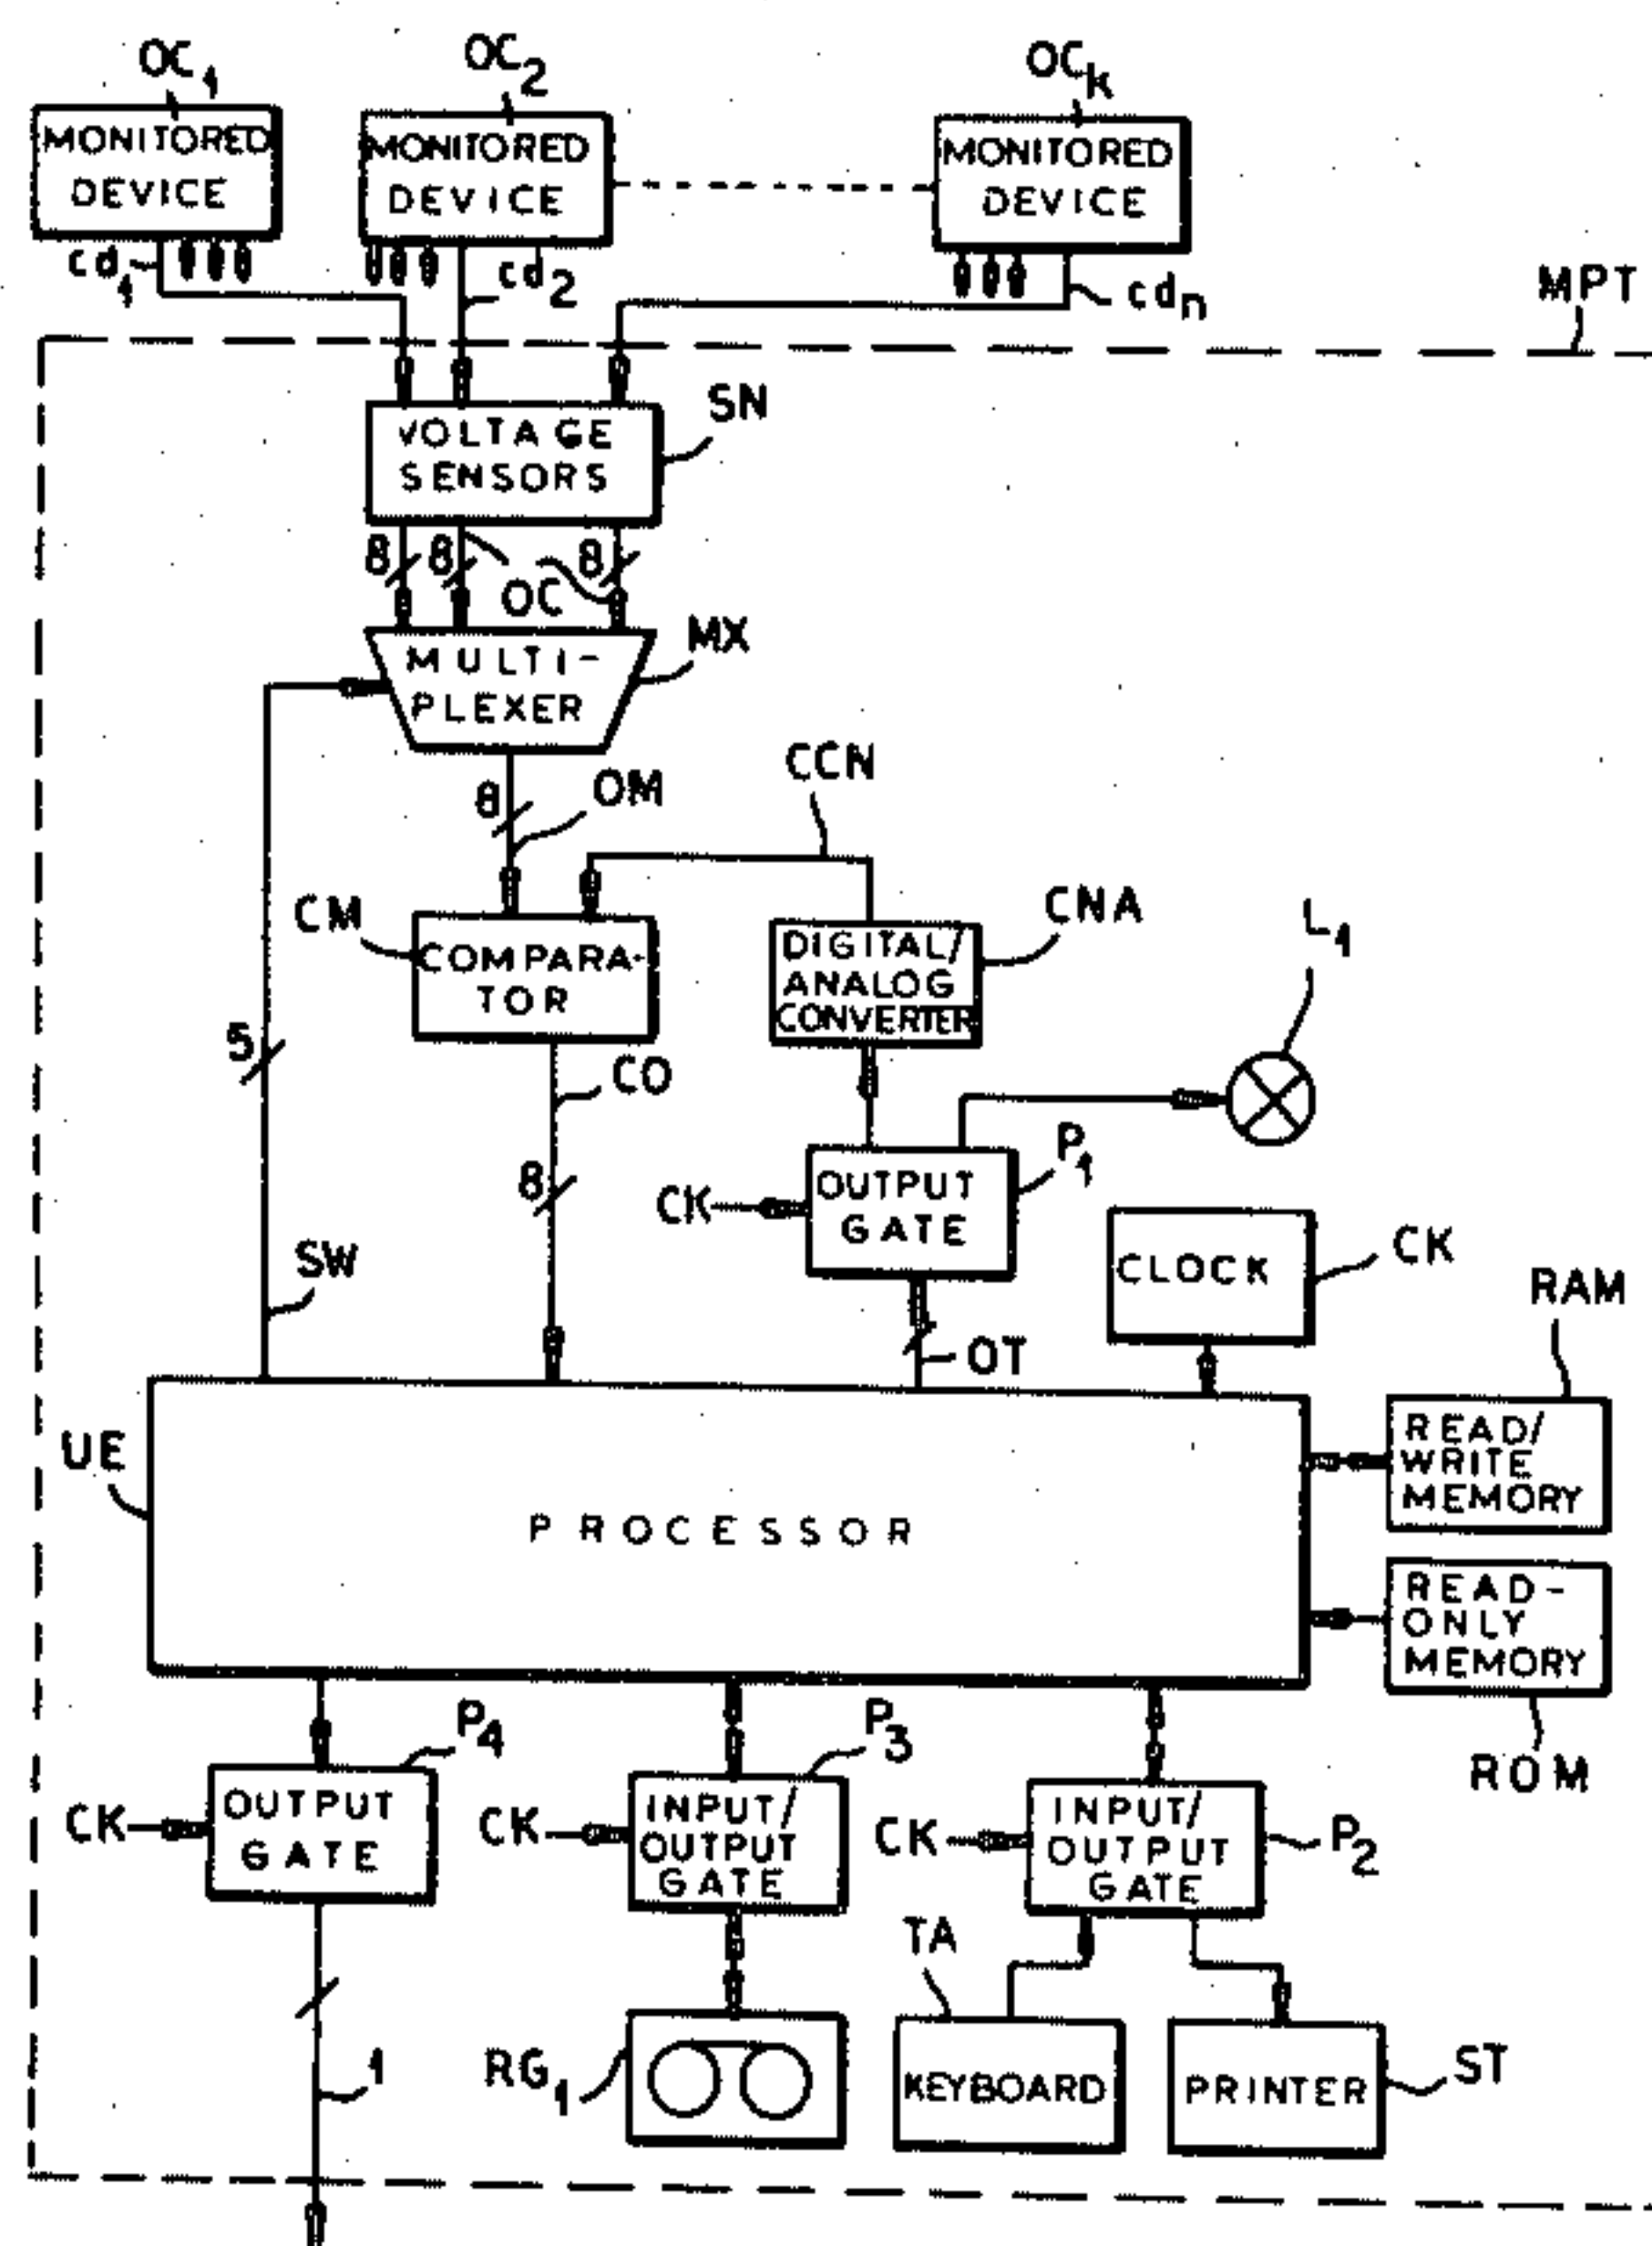 OC1
OC2
OCk
MONITORED
DEVICE
MONITORED
DEVICE
MONITORED
DEVICE
cd1
cd2
cdn
MPT
VOLTAGE
SENSORS
SN
8
8
8
OC
MULTI-
PLEXER
MX
8
OM
CCN
CM
COMPARA-
TOR
DIGITAL/
ANALOG
CONVERTER
CNA
L1
5
CO
8
CK
OUTPUT
GATE
P1
SW
CLOCK
CK
OT
RAM
READ/
WRITE
MEMORY
UE
PROCESSOR
READ-
ONLY
MEMORY
ROM
P4
P3
CK
OUTPUT
GATE
CK
INPUT/
OUTPUT
GATE
CK
INPUT/
OUTPUT
GATE
P2
TA
1
RG1
KEYBOARD
PRINTER
ST